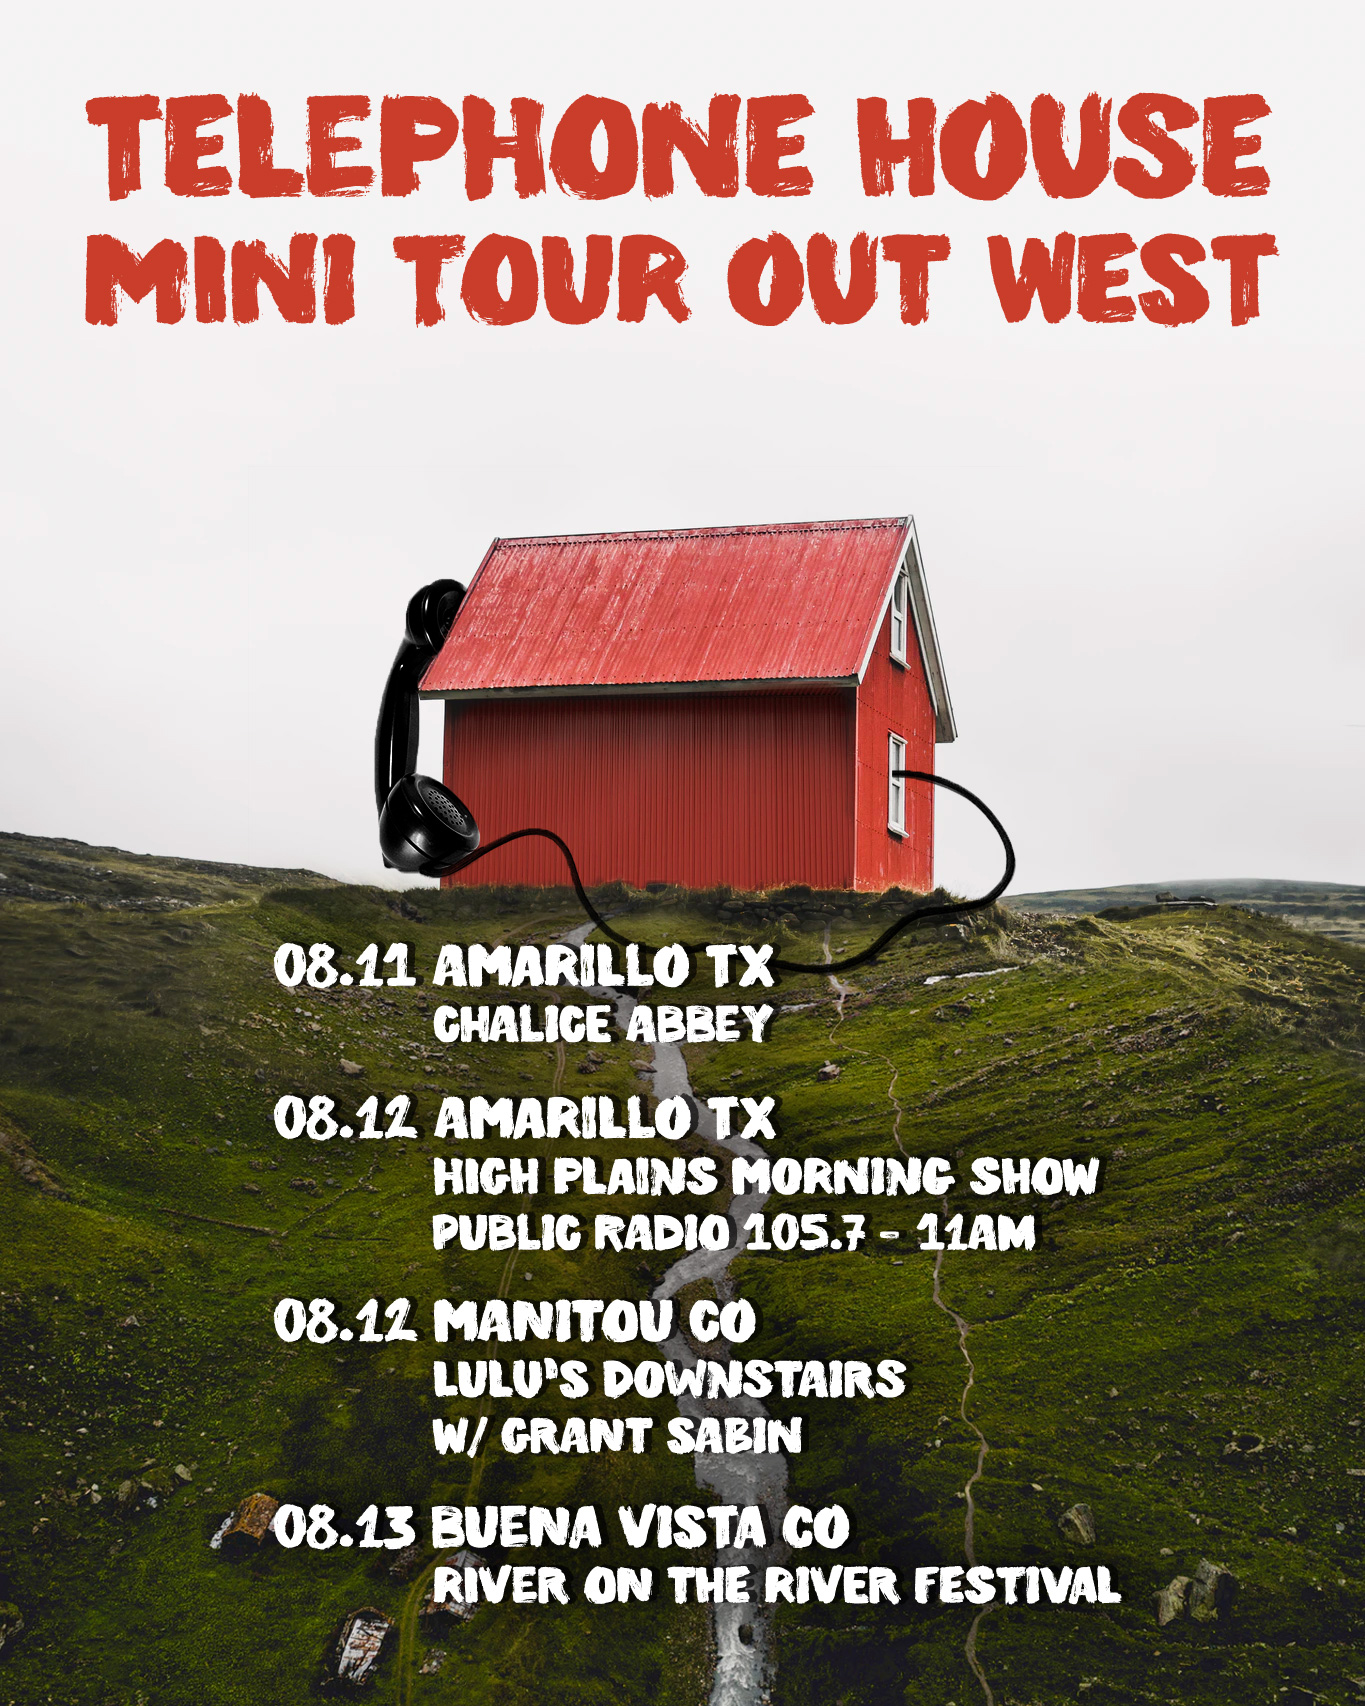 TELEPHONE HOUSE
MINI TOUR OUT WEST
08.11 AMARILLO TX
CHALICE ABBEY
08.12 AMARILLO TX
HIGH PLAINS MORNING SHOW
PUBLIC RADIO 105.7 - 11AM
08.12 MANITOU CO
LULU'S DOWNSTAIRS
W/ GRANT SABIN
08.13 BUENA VISTA CO
RIVER ON THE RIVER FESTIVAL